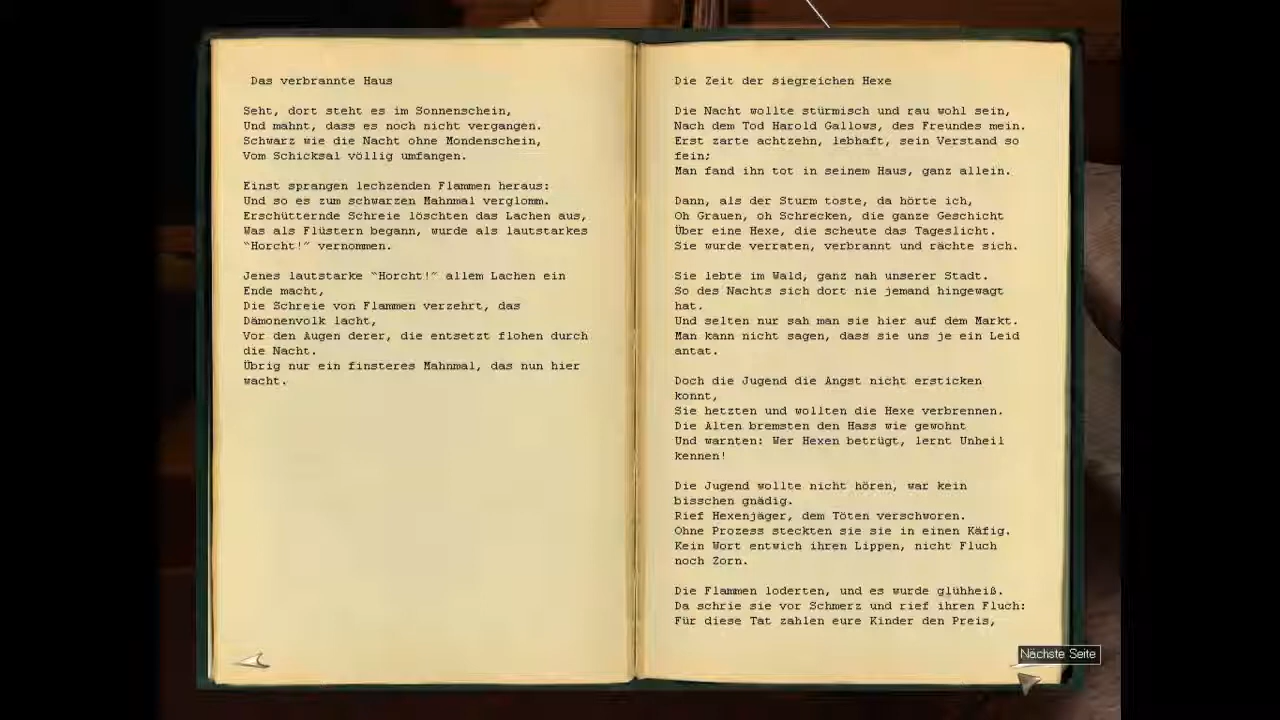 Das verbrannte Haus
Seht, dort steht es im Sonnenschein,
Und mahnt, dass es noch nicht vergangen.
Schwarz wie die Nacht ohne Mondenschein,
Vom Schicksal völlig umfangen.
Einst sprangen lechzenden Flammen heraus:
Und so es zum schwarzen Mahnmal verglomm.
Erschütternde Schreie löschten das Lachen aus,
Was als Flüstern begann, wurde als lautstarkes
“Horcht!” vernommen.
Jenes lautstarke “Horcht!” allem Lachen ein
Ende macht,
Die Schreie von Flammen verzehrt, das
Dämonenvolk lacht,
Vor den Augen derer, die entsetzt flohen durch
die Nacht.
Übrig nur ein finsteres Mahnmal, das nun hier
wacht.
Die Zeit der siegreichen Hexe
Die Nacht wollte stürmisch und rau wohl sein,
Nach dem Tod Harold Gallows, des Freundes mein.
Erst zarte achtzehn, lebhaft, sein Verstand so
fein;
Man fand ihn tot in seinem Haus, ganz allein.
Dann, als der Sturm toste, da hörte ich,
Oh Grauen, oh Schrecken, die ganze Geschicht
Über eine Hexe, die scheute das Tageslicht.
Sie wurde verraten, verbrannt und rächte sich.
Sie lebte im Wald, ganz nah unserer Stadt.
So des Nachts sich dort nie jemand hingewagt
hat.
Und selten nur sah man sie hier auf dem Markt.
Man kann nicht sagen, dass sie uns je ein Leid
antat.
Doch die Jugend die Angst nicht ersticken
konnt,
Sie hetzten und wollten die Hexe verbrennen.
Die Alten bremsten den Hass wie gewohnt
Und warnten: Wer Hexen betrügt, lernt Unheil
kennen!
Die Jugend wollte nicht hören, war kein
bisschen gnädig.
Rief Hexenjäger, dem Töten verschworen.
Ohne Prozess steckten sie sie in einen Käfig.
Kein Wort entwich ihren Lippen, nicht Fluch
noch Zorn.
Die Flammen loderten, und es wurde glühheiß.
Da schrie sie vor Schmerz und rief ihren Fluch:
Für diese Tat zahlen eure Kinder den Preis,
Nächste Seite